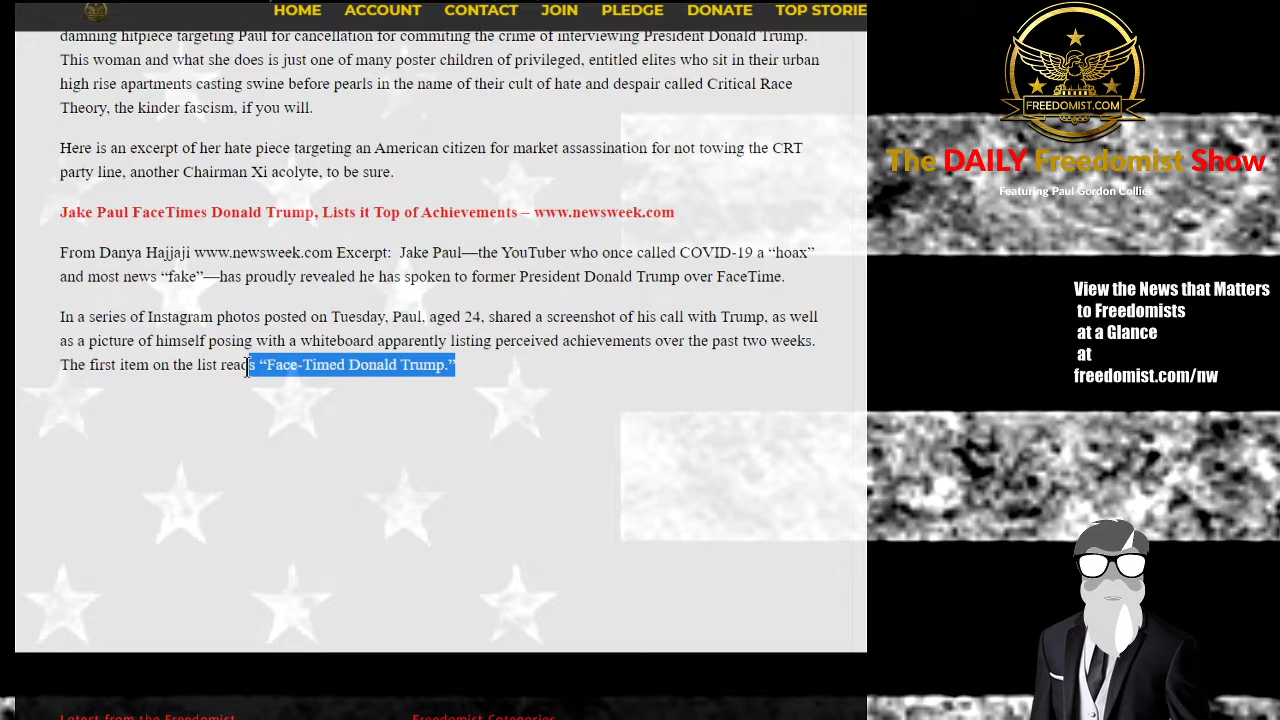 HOME ACCOUNT CONTACT JOIN PLEDGE DONATE TOP STORIE
damning hitpiece targeting Paul for cancellation for commiting the crime of interviewing President Donald Trump.
This woman and what she does is just one of many poster children of privileged, entitled elites who sit in their urban
high rise apartments casting swine before pearls in the name of their cult of hate and despair called Critical Race
Theory, the kinder fascism, if you will.
Here is an excerpt of her hate piece targeting an American citizen for market assassination for not towing the CRT
party line, another Chairman Xi acolyte, to be sure.
Jake Paul FaceTimes Donald Trump, Lists it Top of Achievements – www.newsweek.com
From Danya Hajjaji www.newsweek.com Excerpt: Jake Paul—the YouTuber who once called COVID-19 a “hoax”
and most news “fake”—has proudly revealed he has spoken to former President Donald Trump over FaceTime.
In a series of Instagram photos posted on Tuesday, Paul, aged 24, shared a screenshot of his call with Trump, as well
as a picture of himself posing with a whiteboard apparently listing perceived achievements over the past two weeks.
The first item on the list reads “Face-Timed Donald Trump.”
Latest from the Freedomist
Freedomist Categories
FREEDOMIST.COM
The DAILY Freedomist Show
Featuring Paul Gordon Collie
View the News that Matters
to Freedomists
at a Glance
at
freedomist.com/nw